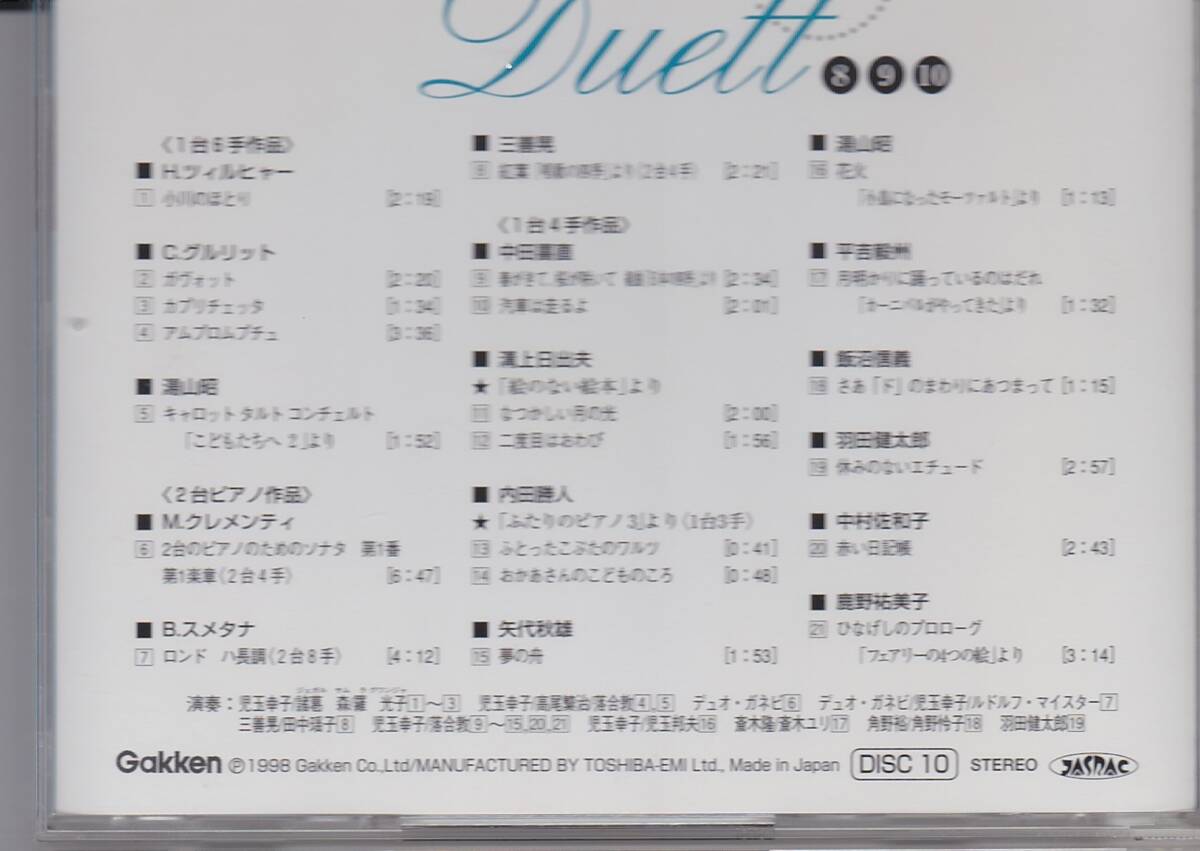 Duett 8 9 10
〈1台6手作品〉
■ H.ツィルヒャー
1 小川のほとり [2:19]
■ C.グルリット
2 ガヴォット [2:20]
3 カプリチェッタ [1:34]
4 アムプロムプチュ [3:36]
■ 湯山昭
5 キャロット タルト コンチェルト
「こどもたちへ 2」より [1:52]
〈2台ピアノ作品〉
■ M.クレメンティ
6 2台のピアノのためのソナタ 第1番
第1楽章〈2台4手〉 [6:47]
■ B.スメタナ
7 ロンド ハ長調〈2台8手〉 [4:12]
■ 三善晃
8 紅葉 より〈2台4手〉 [2:21]
〈1台4手作品〉
■ 中田喜直
9 春がきて、桜が咲いて より [2:34]
10 汽車は走るよ [2:01]
■ 溝上日出夫
★「絵のない絵本」より
11 なつかしい月の光 [2:00]
12 二度目はおわび [1:56]
■ 内田勝人
★「ふたりのピアノ3」より〈1台3手〉
13 ふとったこぶたのワルツ [0:41]
14 おかあさんのこどものころ [0:48]
■ 矢代秋雄
15 夢の舟 [1:53]
■ 湯山昭
16 花火
「小鳥になったモーツァルト」より [1:13]
■ 平吉毅州
17 月明かりに踊っているのはだれ
「カーニバルがやってきた」より [1:32]
■ 飯沼信義
18 さあ「ド」のまわりにあつまって [1:15]
■ 羽田健太郎
19 休みのないエチュード [2:57]
■ 中村佐和子
20 赤い日記帳 [2:43]
■ 鹿野祐美子
21 ひなげしのプロローグ
「フェアリーの4つの絵」より [3:14]
演奏：児玉幸子/諸葛 森羅 光子1〜3 児玉幸子/高尾繁治/落合敦4,5 デュオ・ガネビ6 デュオ・ガネビ/児玉幸子/ルドルフ・マイスター7
三善晃/田中瑤子8 児玉幸子/落合敦9〜15,20,21 児玉幸子/児玉邦夫16 斎木隆/斎木ユリ17 角野裕/角野怜子18 羽田健太郎19
Gakken ℗1998 Gakken Co.,Ltd/MANUFACTURED BY TOSHIBA-EMI Ltd., Made in Japan DISC 10 STEREO JASRAC